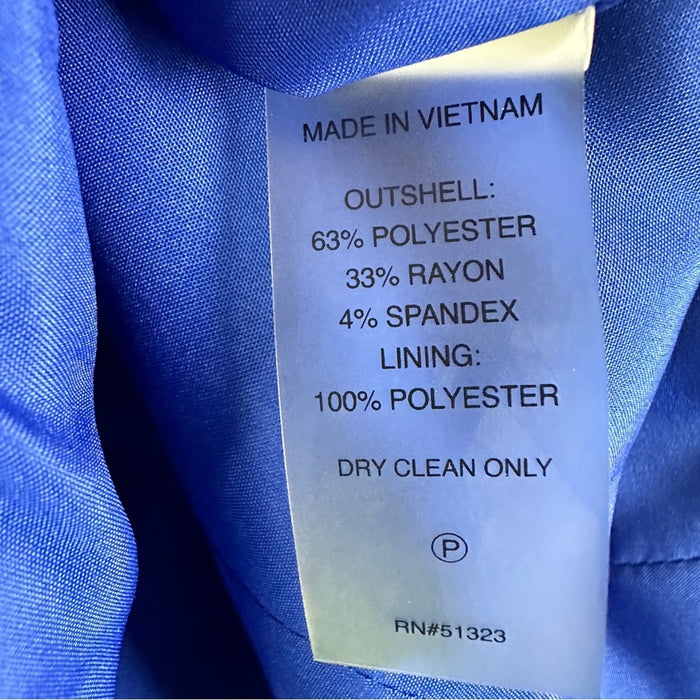 MADE IN VIETNAM
OUTSHELL:
63% POLYESTER
33% RAYON
4% SPANDEX
LINING:
100% POLYESTER
DRY CLEAN ONLY
P
RN#51323